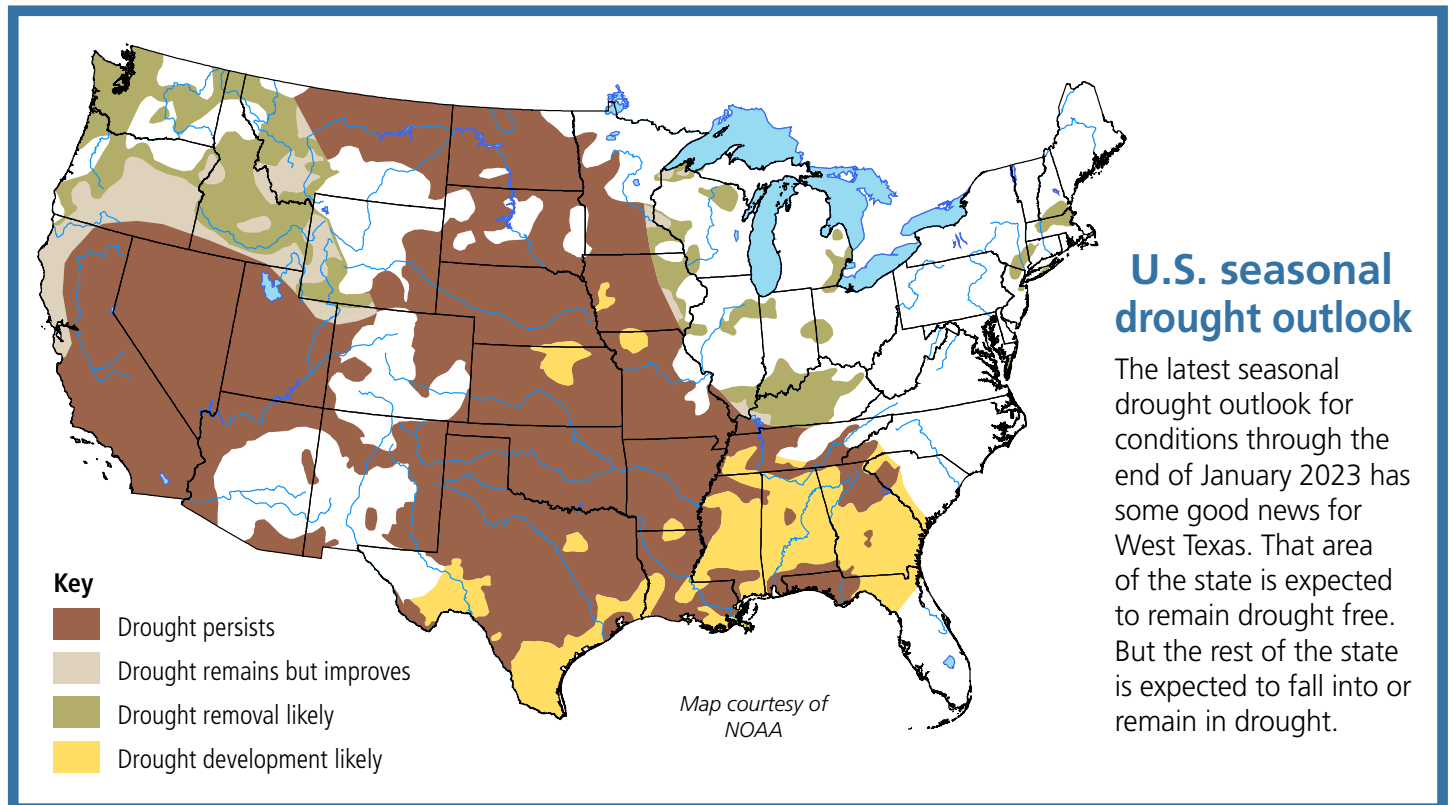 U.S. seasonal
drought outlook
The latest seasonal
drought outlook for
conditions through the
end of January 2023 has
some good news for
West Texas. That area
of the state is expected
to remain drought free.
But the rest of the state
is expected to fall into or
remain in drought.
Key
Drought persists
Drought remains but improves
Drought removal likely
Drought development likely
Map courtesy of
NOAA